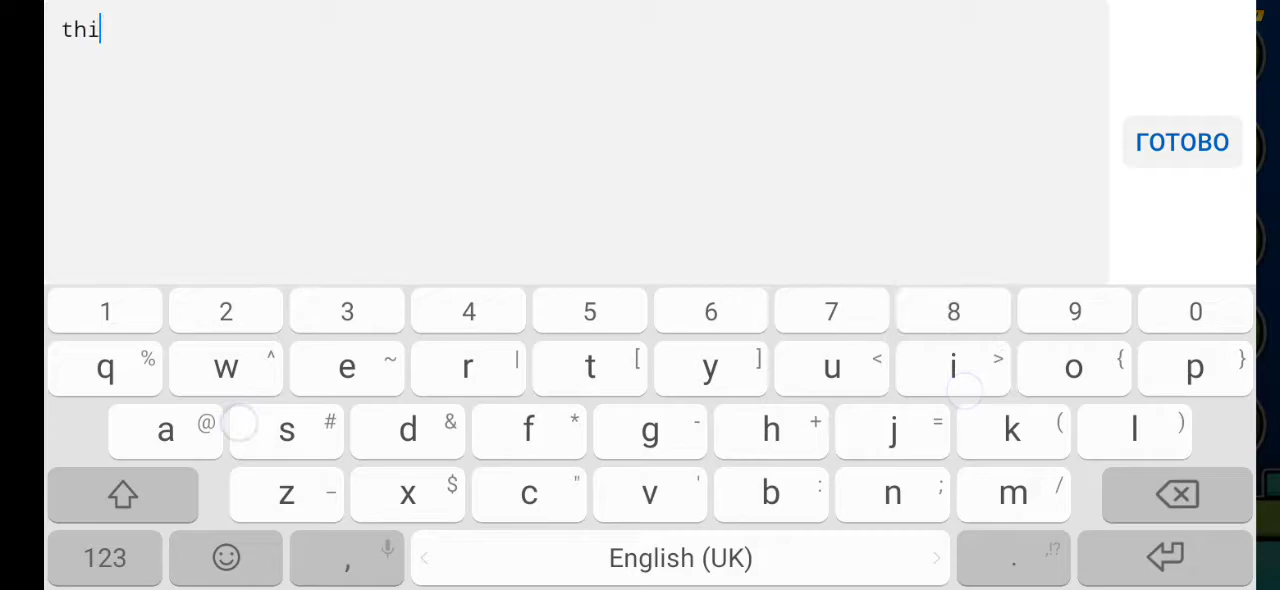 thi
ГОТОВО
1 2 3 4 5 6 7 8 9 0
q % w ^ e ~ r | t [ y ] u < i > o { p }
a @ s # d & f * g - h + j = k ( l )
z _ x $ c " v ' b : n ; m /
123 , < English (UK) > . ,!?